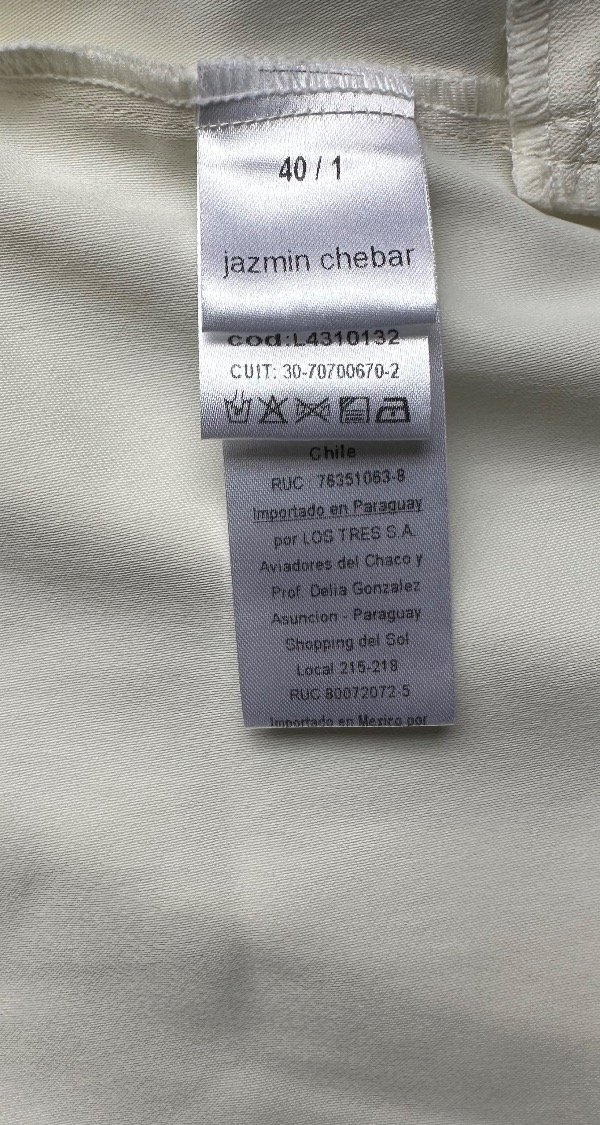 40 / 1
jazmin chebar
cod:L4310132
CUIT: 30-70700670-2
Chile
RUC : 76351063-8
Importado en Paraguay
por LOS TRES S.A.
Aviadores del Chaco y
Prof. Delia Gonzalez
Asuncion - Paraguay
Shopping del Sol
Local 215-218
RUC 80072072-5
Importado en Mexico por